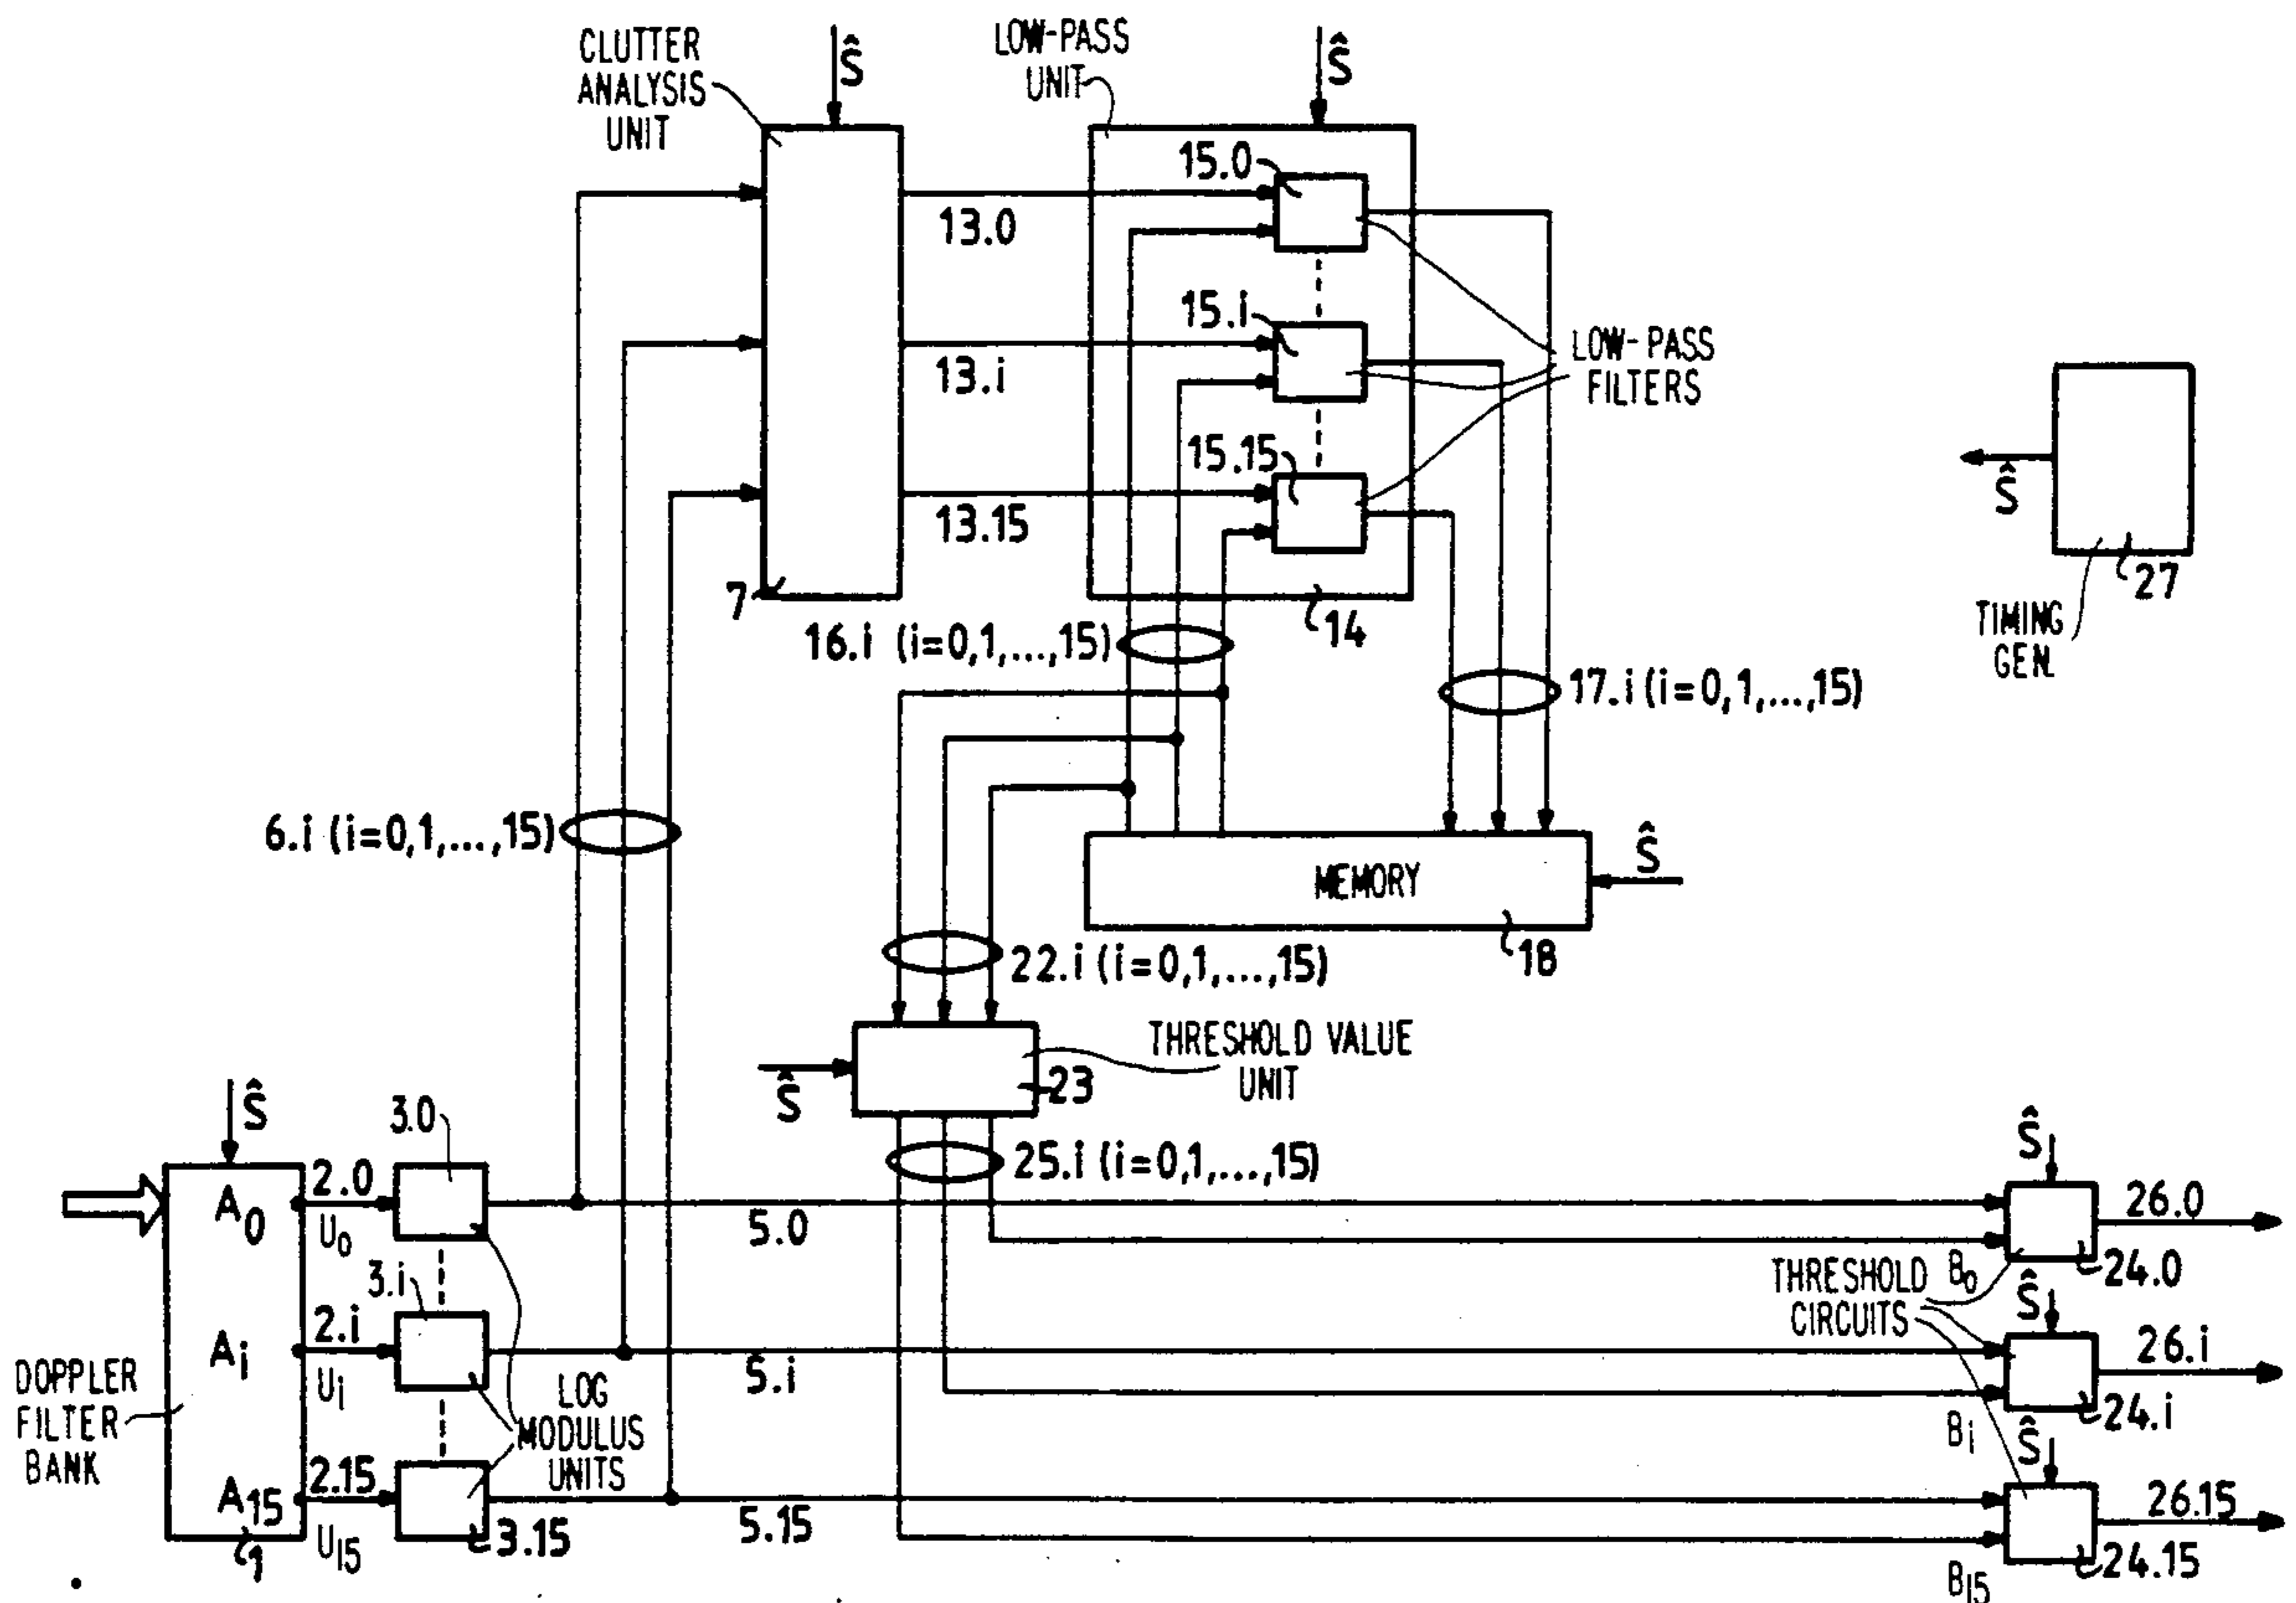 CLUTTER
ANALYSIS
UNIT
Ŝ
LOW-PASS
UNIT
Ŝ
15.0
13.0
15.i
13.i
LOW-PASS
FILTERS
15.15
13.15
Ŝ
7
14
27
TIMING
GEN.
16.i (i=0,1,...,15)
17.i (i=0,1,...,15)
6.i (i=0,1,...,15)
MEMORY
Ŝ
18
22.i (i=0,1,...,15)
THRESHOLD VALUE
UNIT
23
Ŝ
25.i (i=0,1,...,15)
Ŝ
3.0
A0
2.0
U0
5.0
Ŝ
26.0
B0
24.0
3.i
Ai
2.i
Ui
5.i
THRESHOLD
CIRCUITS
Ŝ
26.i
Bi
24.i
DOPPLER
FILTER
BANK
LOG
MODULUS
UNITS
A15
2.15
U15
3.15
5.15
Ŝ
26.15
B15
24.15
1